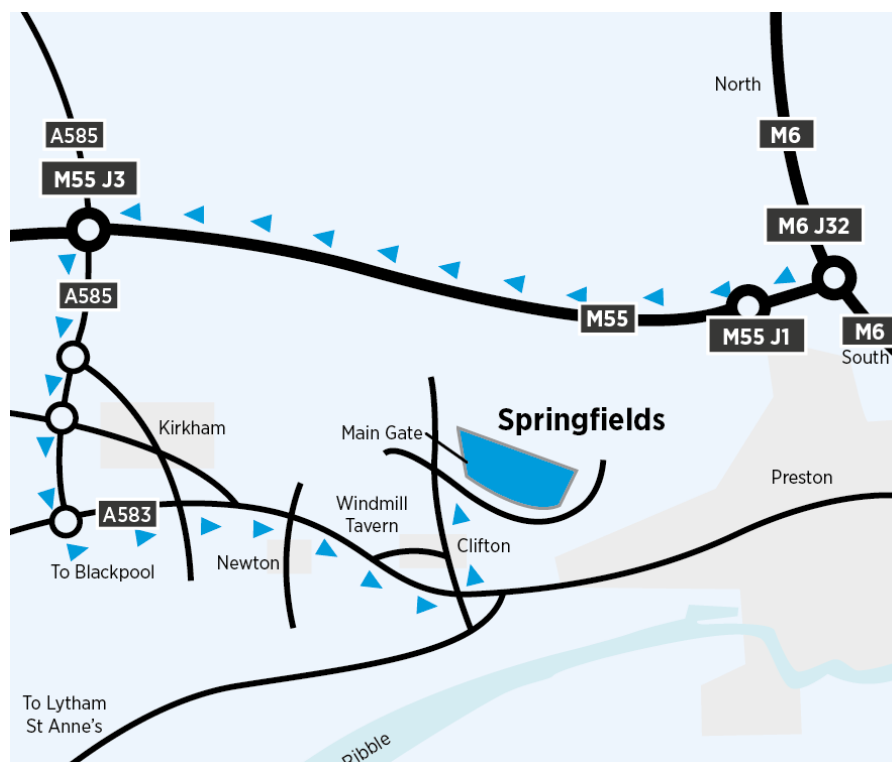 North
A585
M6
M55 J3
M6 J32
A585
M55
M55 J1
M6
South
Springfields
Main Gate
Kirkham
Preston
Windmill
Tavern
A583
Clifton
Newton
To Blackpool
To Lytham
St Anne's
Ribble